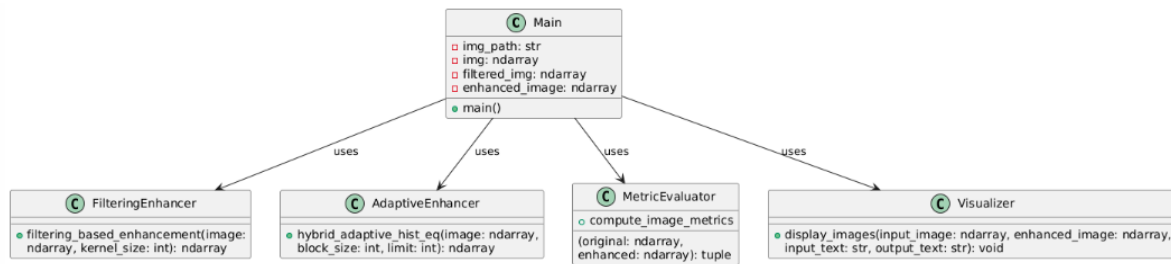 C Main
img_path: str
img: ndarray
filtered_img: ndarray
enhanced_image: ndarray
main()
uses
uses
uses
uses
C FilteringEnhancer
filtering_based_enhancement(image:
ndarray, kernel_size: int): ndarray
C AdaptiveEnhancer
hybrid_adaptive_hist_eq(image: ndarray,
block_size: int, limit: int): ndarray
C MetricEvaluator
compute_image_metrics
(original: ndarray,
enhanced: ndarray): tuple
C Visualizer
display_images(input_image: ndarray, enhanced_image: ndarray,
input_text: str, output_text: str): void